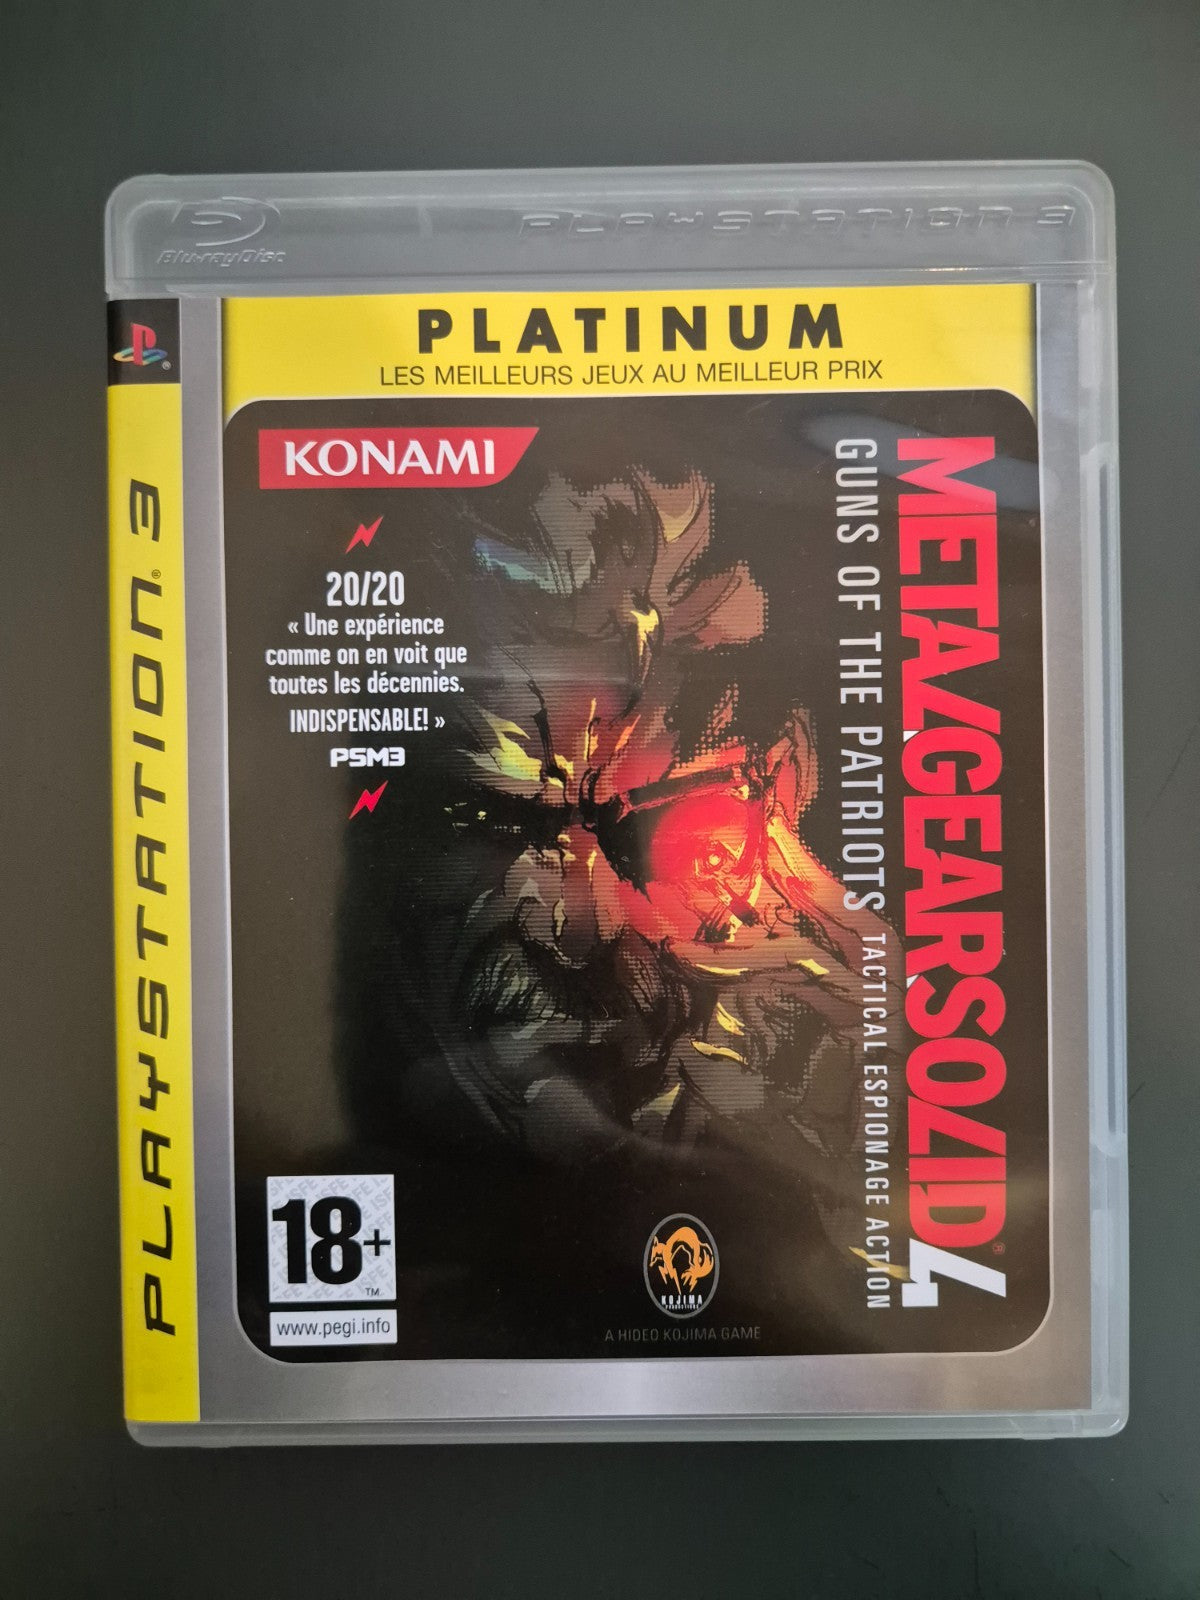 Blu-ray Disc
PLAYSTATION 3
PLAYSTATION®3
PLATINUM
LES MEILLEURS JEUX AU MEILLEUR PRIX
KONAMI
20/20
« Une expérience
comme on en voit que
toutes les décennies.
INDISPENSABLE! »
PSM3
METAL GEAR SOLID® 4
GUNS OF THE PATRIOTS TACTICAL ESPIONAGE ACTION
18+
TM
www.pegi.info
KOJIMA
PRODUCTIONS
A HIDEO KOJIMA GAME